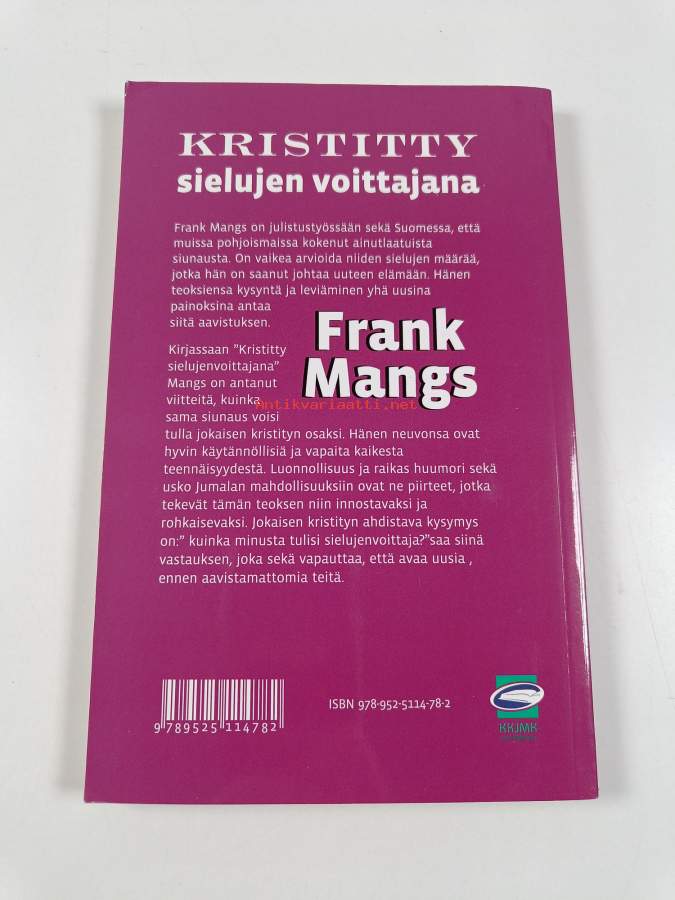 KRISTITTY
sielujen voittajana
Frank Mangs on julistustyössään sekä Suomessa, että
muissa pohjoismaissa kokenut ainutlaatuista
siunausta. On vaikea arvioida niiden sielujen määrää,
jotka hän on saanut johtaa uuteen elämään. Hänen
teoksiensa kysyntä ja leviäminen yhä uusina
painoksina antaa
siitä aavistuksen.
Frank
Mangs
Kirjassaan "Kristitty
sielujenvoittajana"
Mangs on antanut
viitteitä, kuinka
sama siunaus voisi
tulla jokaisen kristityn osaksi. Hänen neuvonsa ovat
hyvin käytännöllisiä ja vapaita kaikesta
teennäisyydestä. Luonnollisuus ja raikas huumori sekä
usko Jumalan mahdollisuuksiin ovat ne piirteet, jotka
tekevät tämän teoksen niin innostavaksi ja
rohkaisevaksi. Jokaisen kristityn ahdistava kysymys
on:" kuinka minusta tulisi sielujenvoittaja?"saa siinä
vastauksen, joka sekä vapauttaa, että avaa uusia ,
ennen aavistamattomia teitä.
Antikvariaatti.net
ISBN 978-952-5114-78-2
9 789525 114782
KKJMK